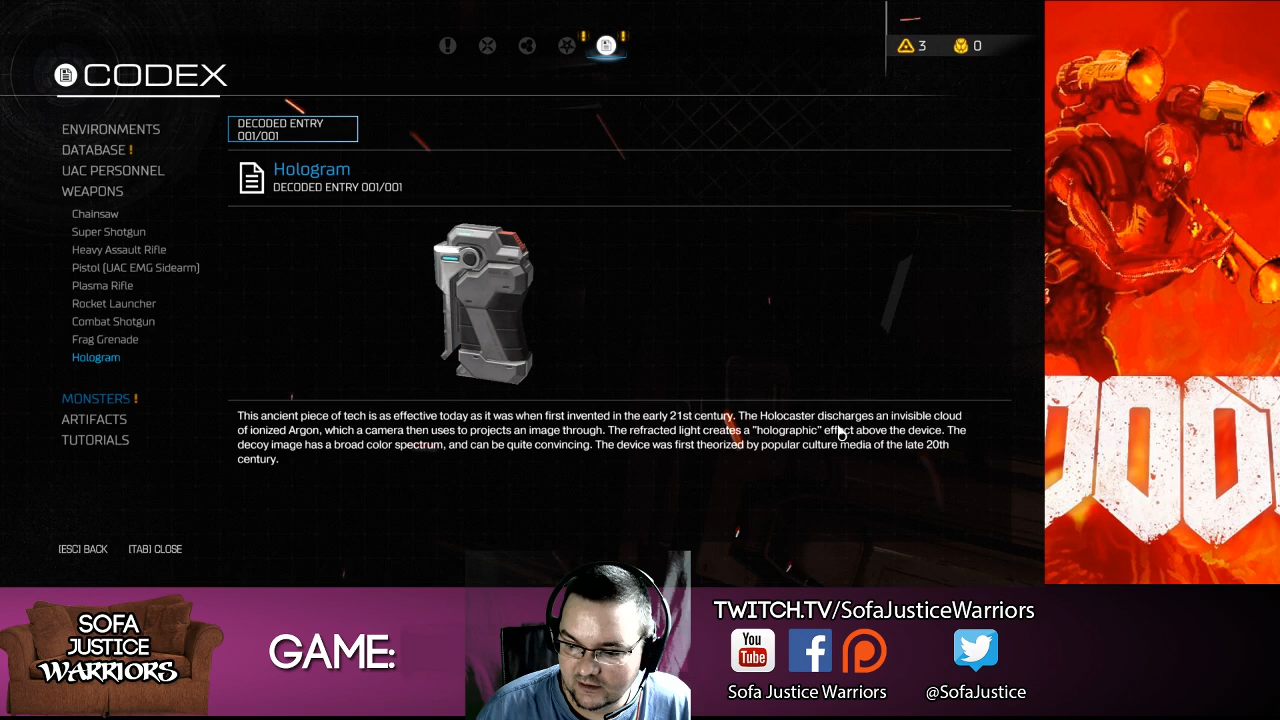 CODEX
3
0
ENVIRONMENTS
DATABASE !
UAC PERSONNEL
WEAPONS
Chainsaw
Super Shotgun
Heavy Assault Rifle
Pistol (UAC EMG Sidearm)
Plasma Rifle
Rocket Launcher
Combat Shotgun
Frag Grenade
Hologram
MONSTERS !
ARTIFACTS
TUTORIALS
[ESC] BACK
[TAB] CLOSE
DECODED ENTRY
001/001
Hologram
DECODED ENTRY 001/001
This ancient piece of tech is as effective today as it was when first invented in the early 21st century. The Holocaster discharges an invisible cloud
of ionized Argon, which a camera then uses to projects an image through. The refracted light creates a "holographic" effect above the device. The
decoy image has a broad color spectrum, and can be quite convincing. The device was first theorized by popular culture media of the late 20th
century.
DOOM
SOFA
JUSTICE
WARRIORS
GAME:
TWITCH.TV/SofaJusticeWarriors
You
Tube
Sofa Justice Warriors
@SofaJustice